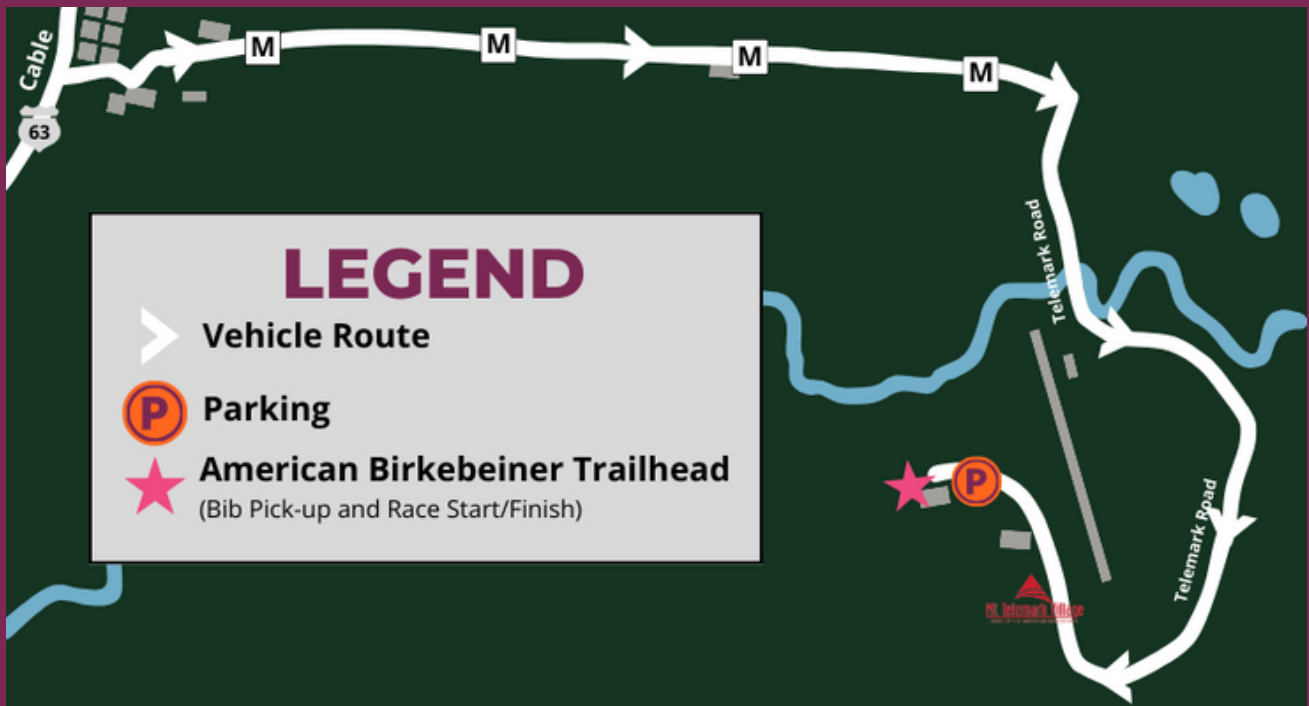 Cable
63
M
M
M
M
Telemark Road
LEGEND
Vehicle Route
P
Parking
American Birkebeiner Trailhead
(Bib Pick-up and Race Start/Finish)
P
Telemark Road
Mt. Telemark Village